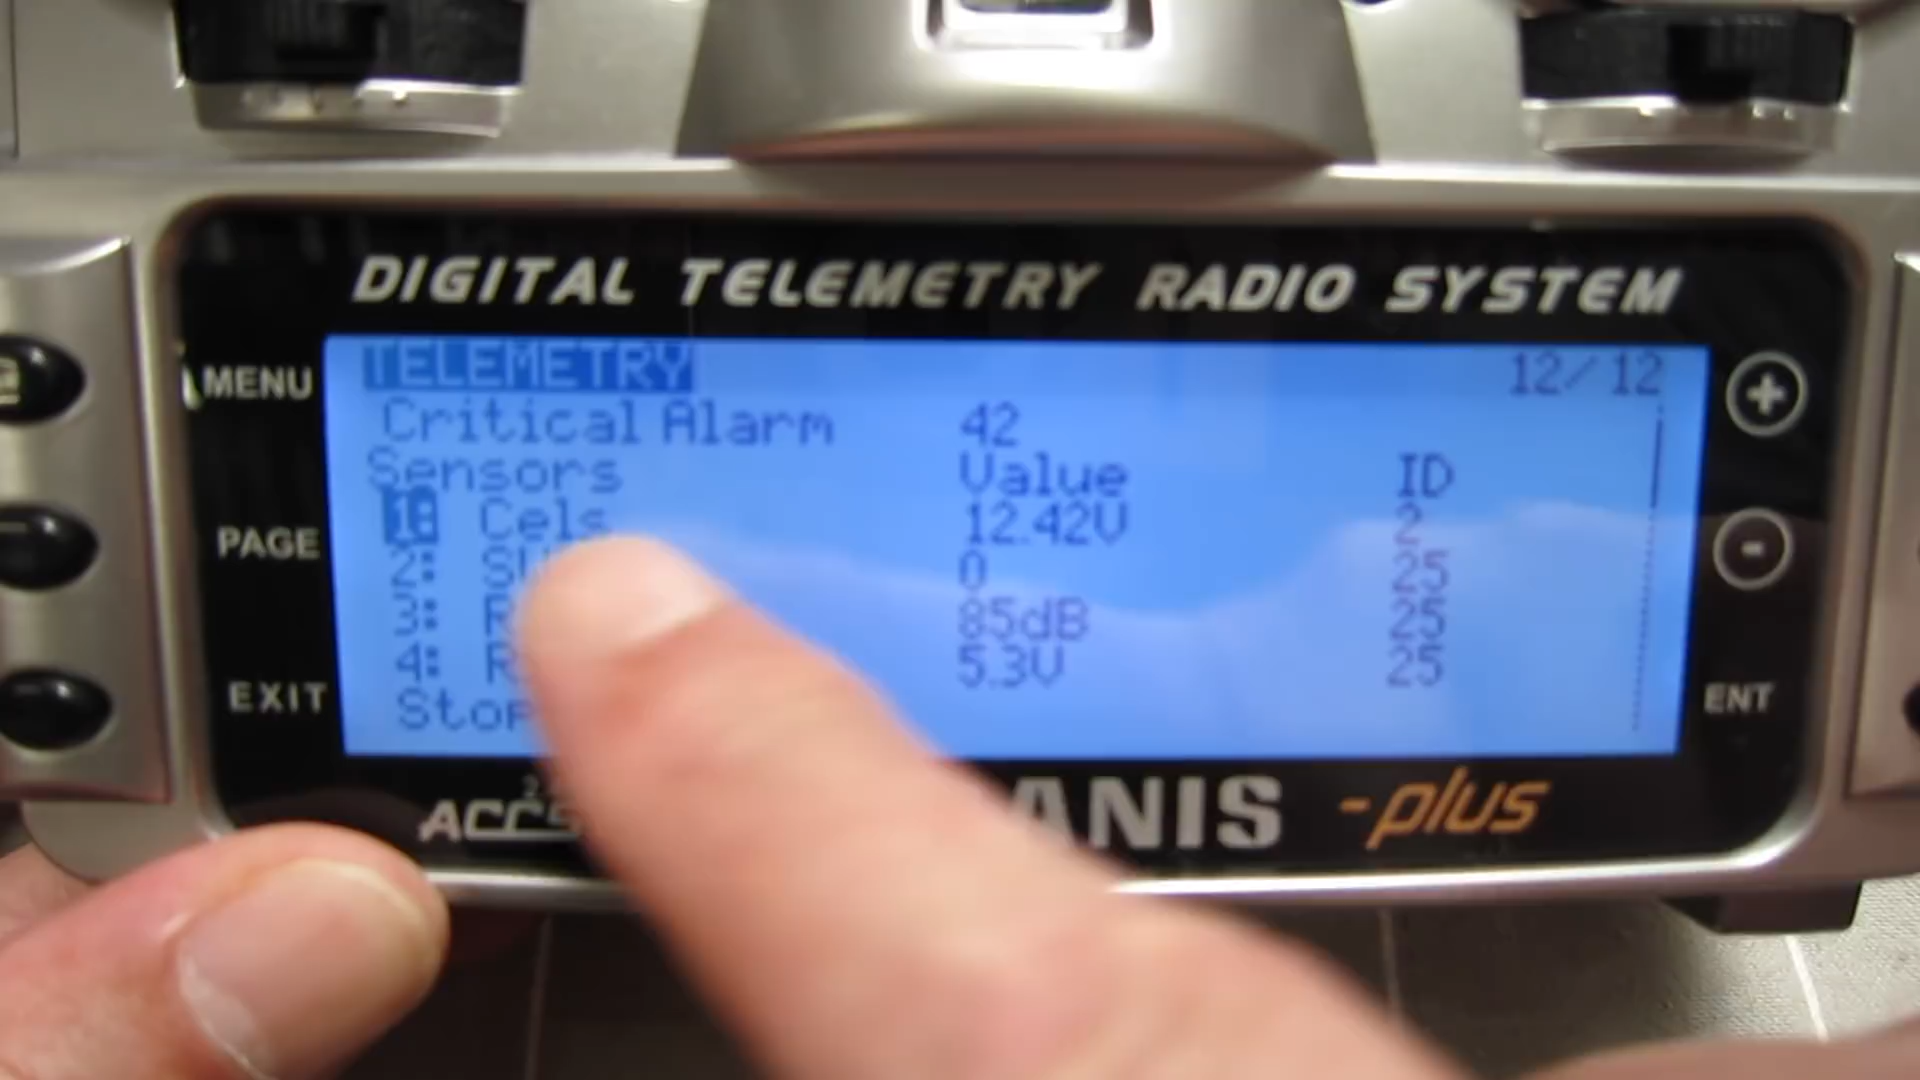 DIGITAL TELEMETRY RADIO SYSTEM
MENU
PAGE
EXIT
TELEMETRY 12/12
Critical Alarm 42
Sensors Value ID
1: Cels 12.42V 2
2: 0 25
3: 85dB 25
4: 5.3V 25
ENT
+
-
ANIS -plus